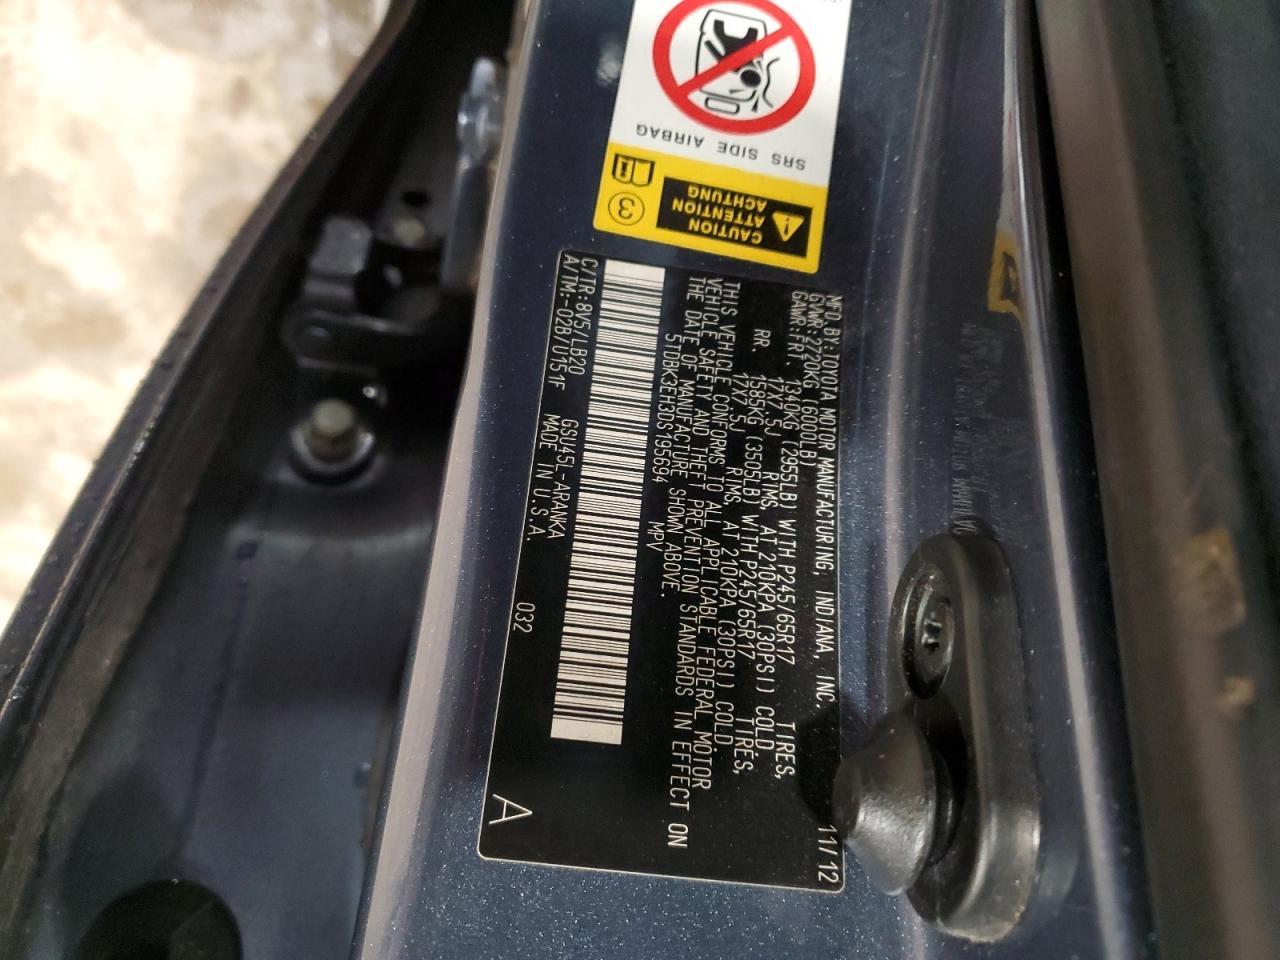 SRS SIDE AIRBAG
CAUTION
ATTENTION
ACHTUNG
3
MFD BY: TOYOTA MOTOR MANUFACTURING, INDIANA, INC. 11/12
GVWR: 2720KG (6000LB)
GAWR: FRT 1340KG (2955LB) WITH P245/65R17 TIRES,
17X7.5J RIMS, AT 210KPA (30PSI) COLD.
RR. 1585KG (3505LB) WITH P245/65R17 TIRES,
17X7.5J RIMS, AT 210KPA (30PSI) COLD.
THIS VEHICLE CONFORMS TO ALL APPLICABLE FEDERAL MOTOR
VEHICLE SAFETY AND THEFT PREVENTION STANDARDS IN EFFECT ON
THE DATE OF MANUFACTURE SHOWN ABOVE.
5TDBK3EH3DS195694 MPV
C/TR: 8V5/LB20 GSU45L-ARANKA 032
A/TM: -02B/U151F MADE IN U.S.A. A